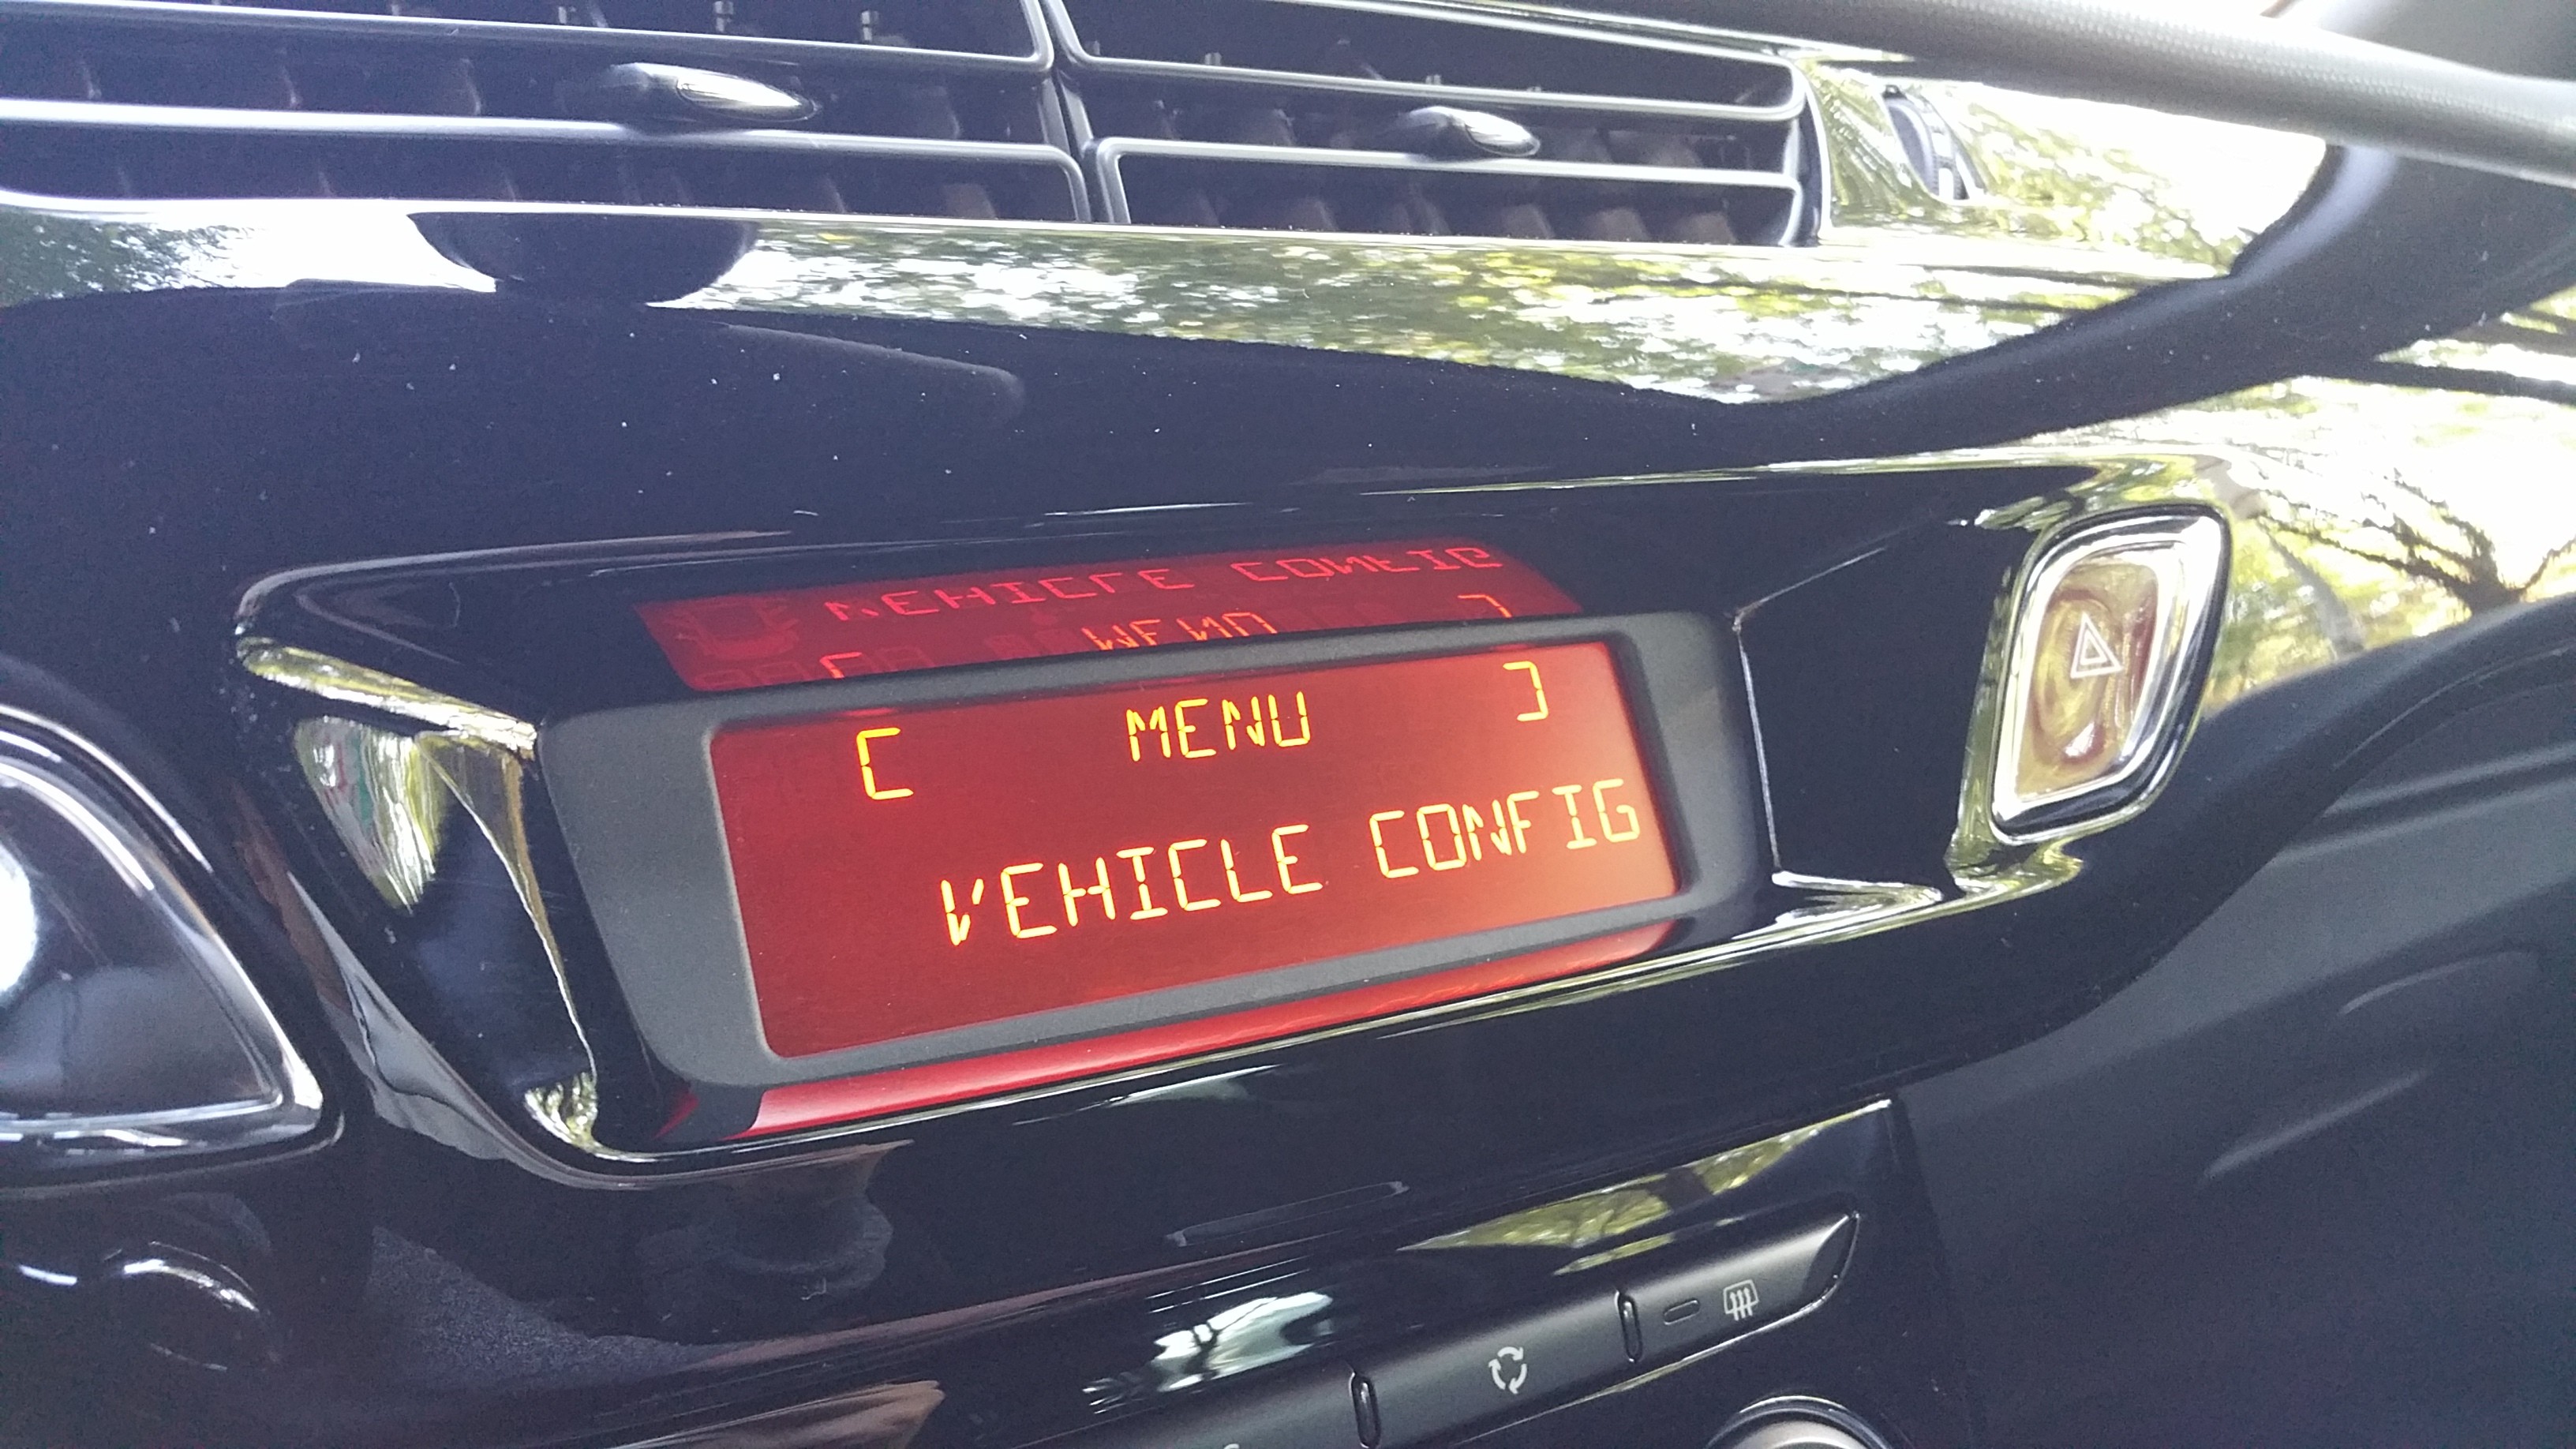 [ MENU ]
VEHICLE CONFIG